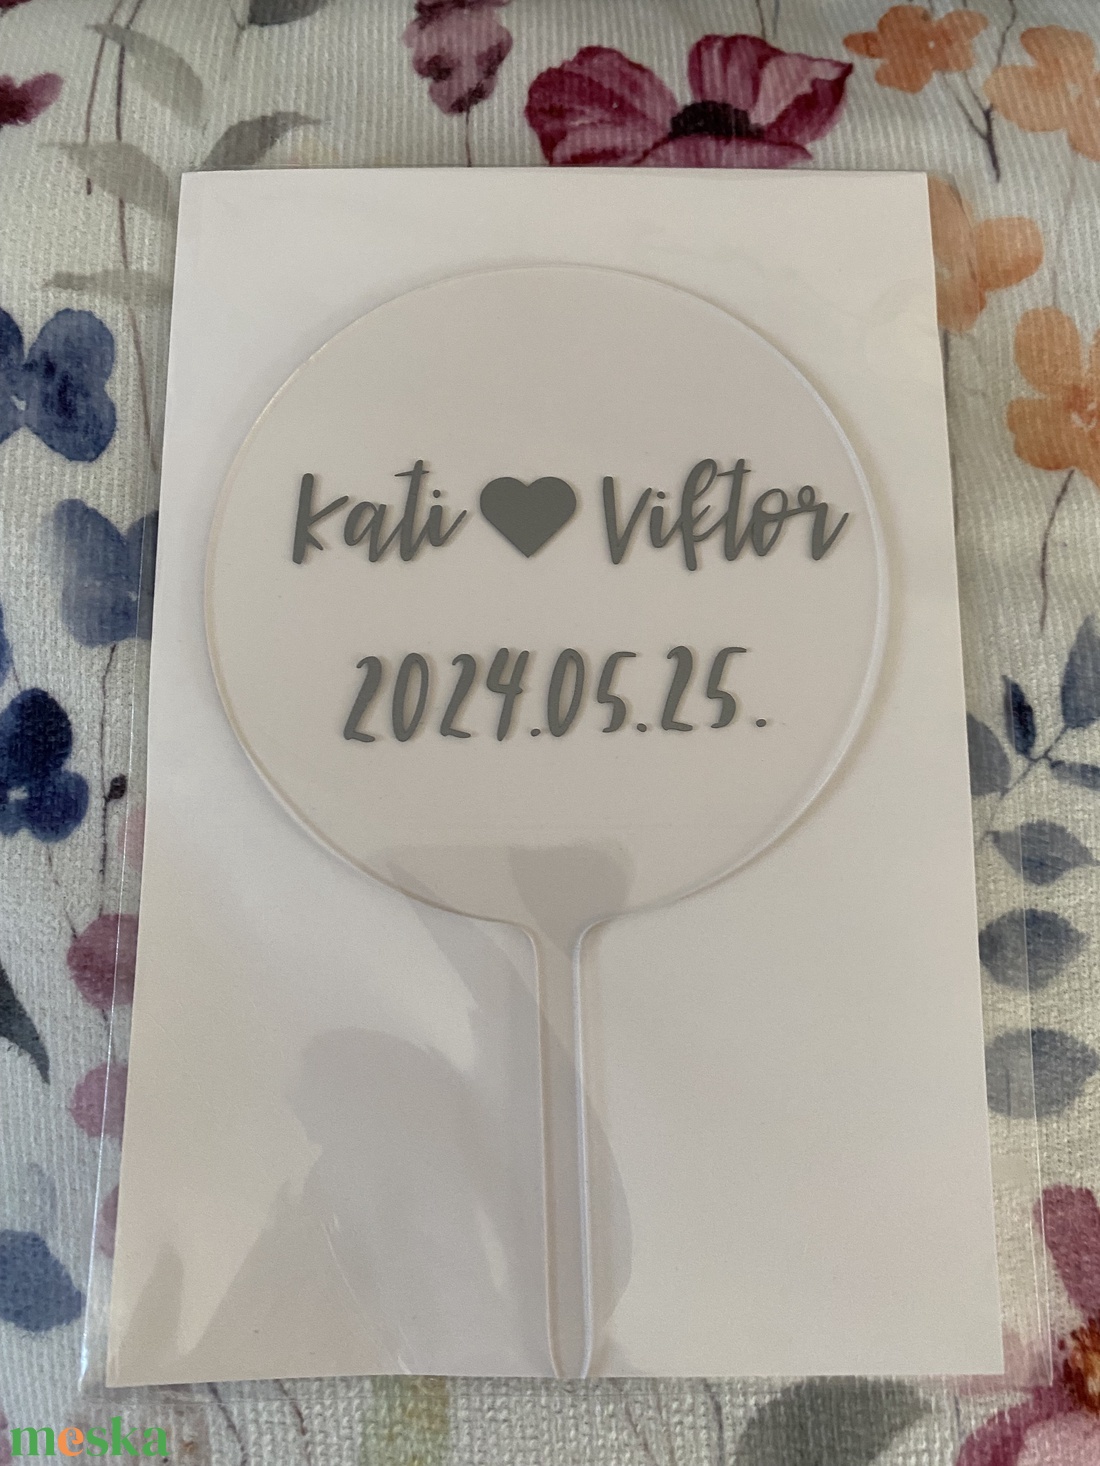 Kati ♥ Viktor
2024.05.25.
meska